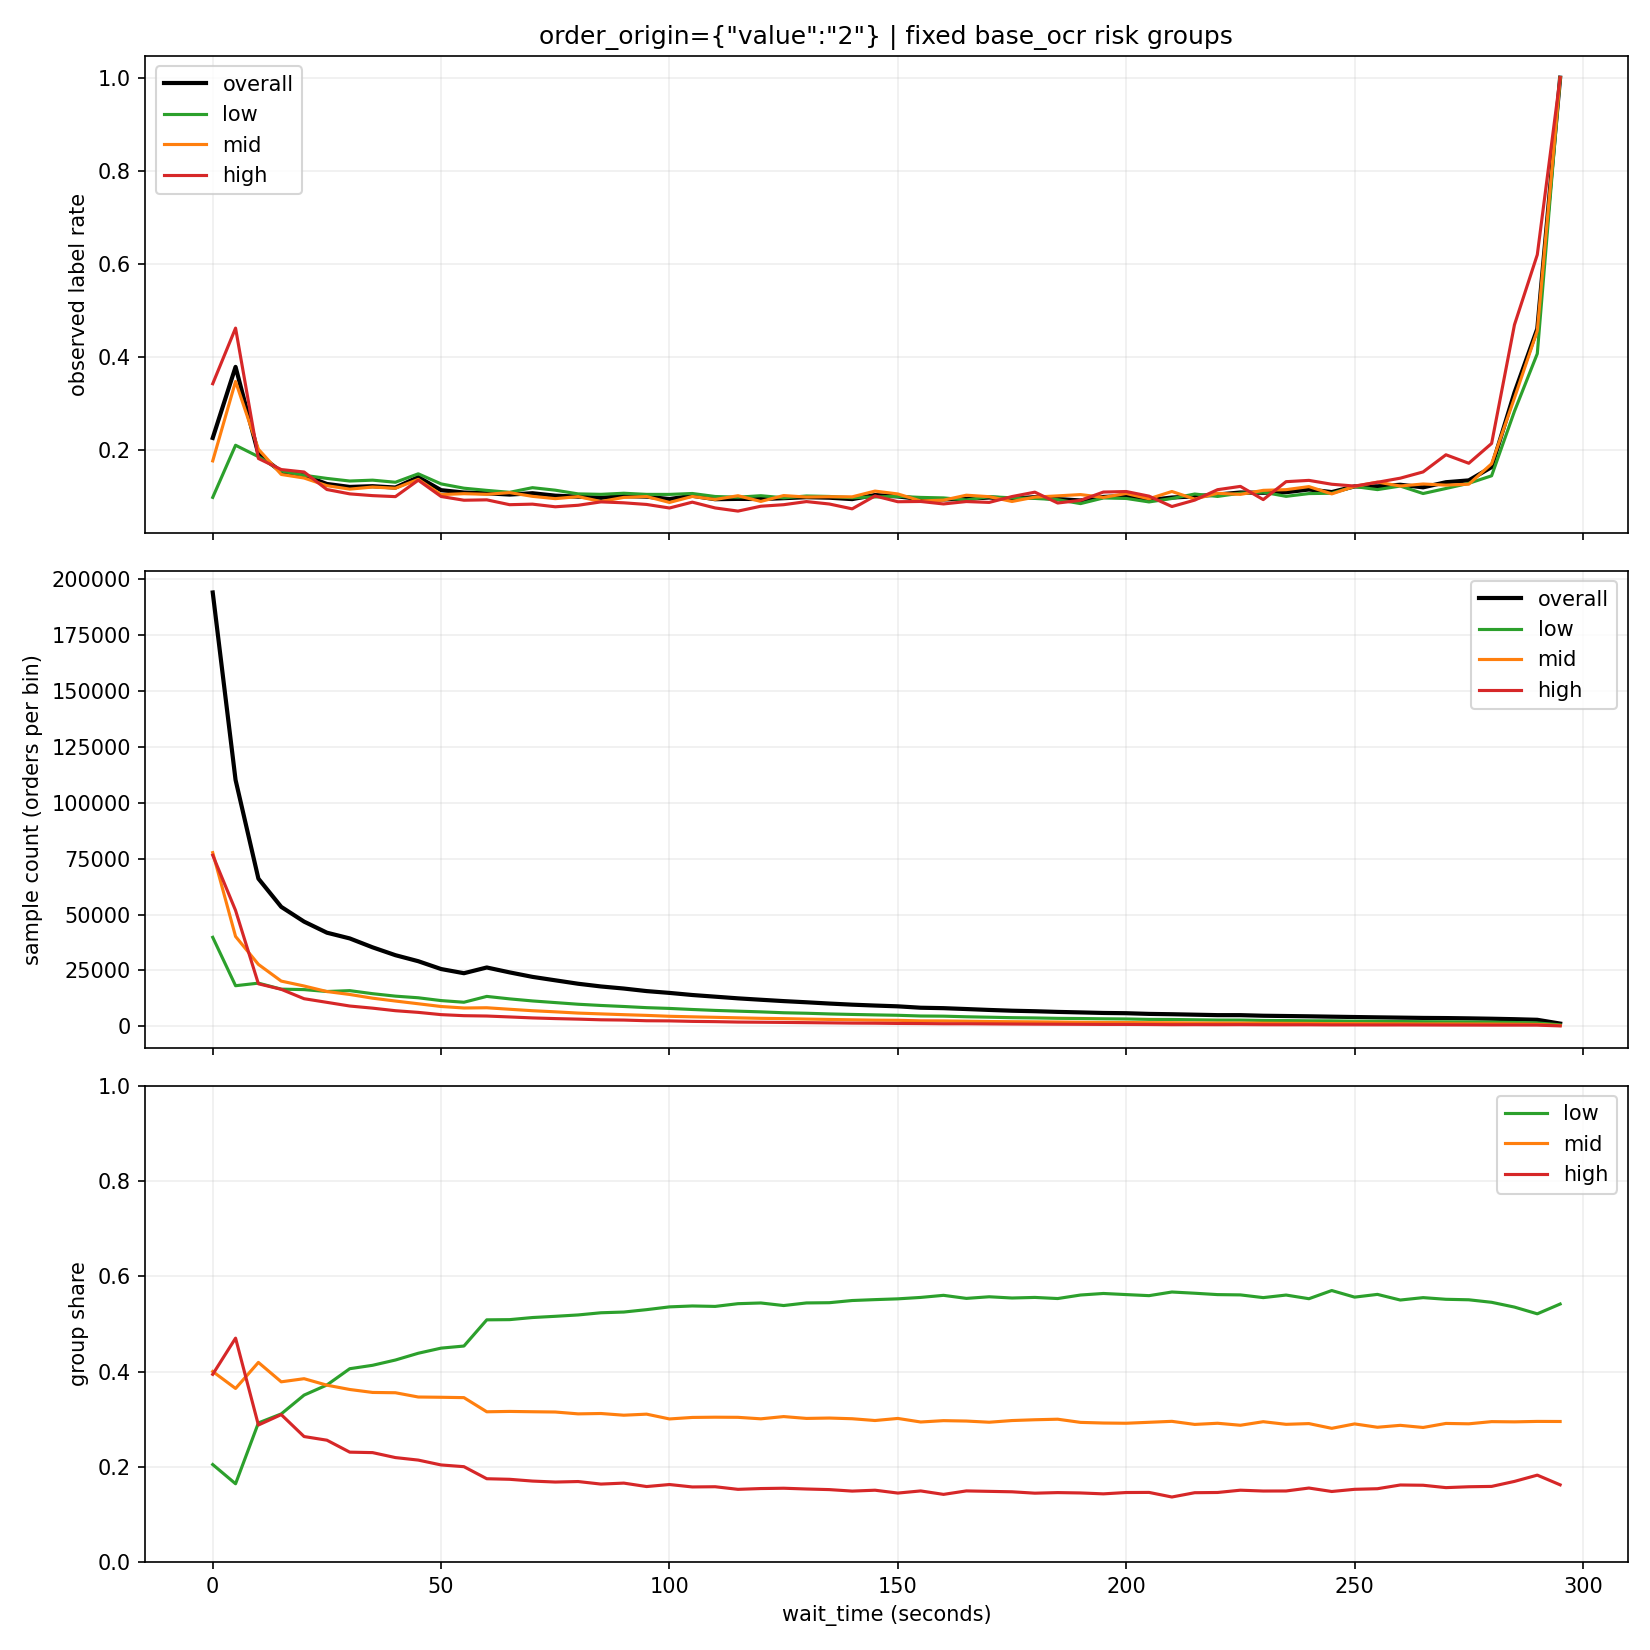 order_origin={"value":"2"} | fixed base_ocr risk groups
1.0
0.8
0.6
0.4
0.2
observed label rate
overall
low
mid
high
200000
175000
150000
125000
100000
75000
50000
25000
0
sample count (orders per bin)
overall
low
mid
high
1.0
0.8
0.6
0.4
0.2
0.0
group share
low
mid
high
0 50 100 150 200 250 300
wait_time (seconds)